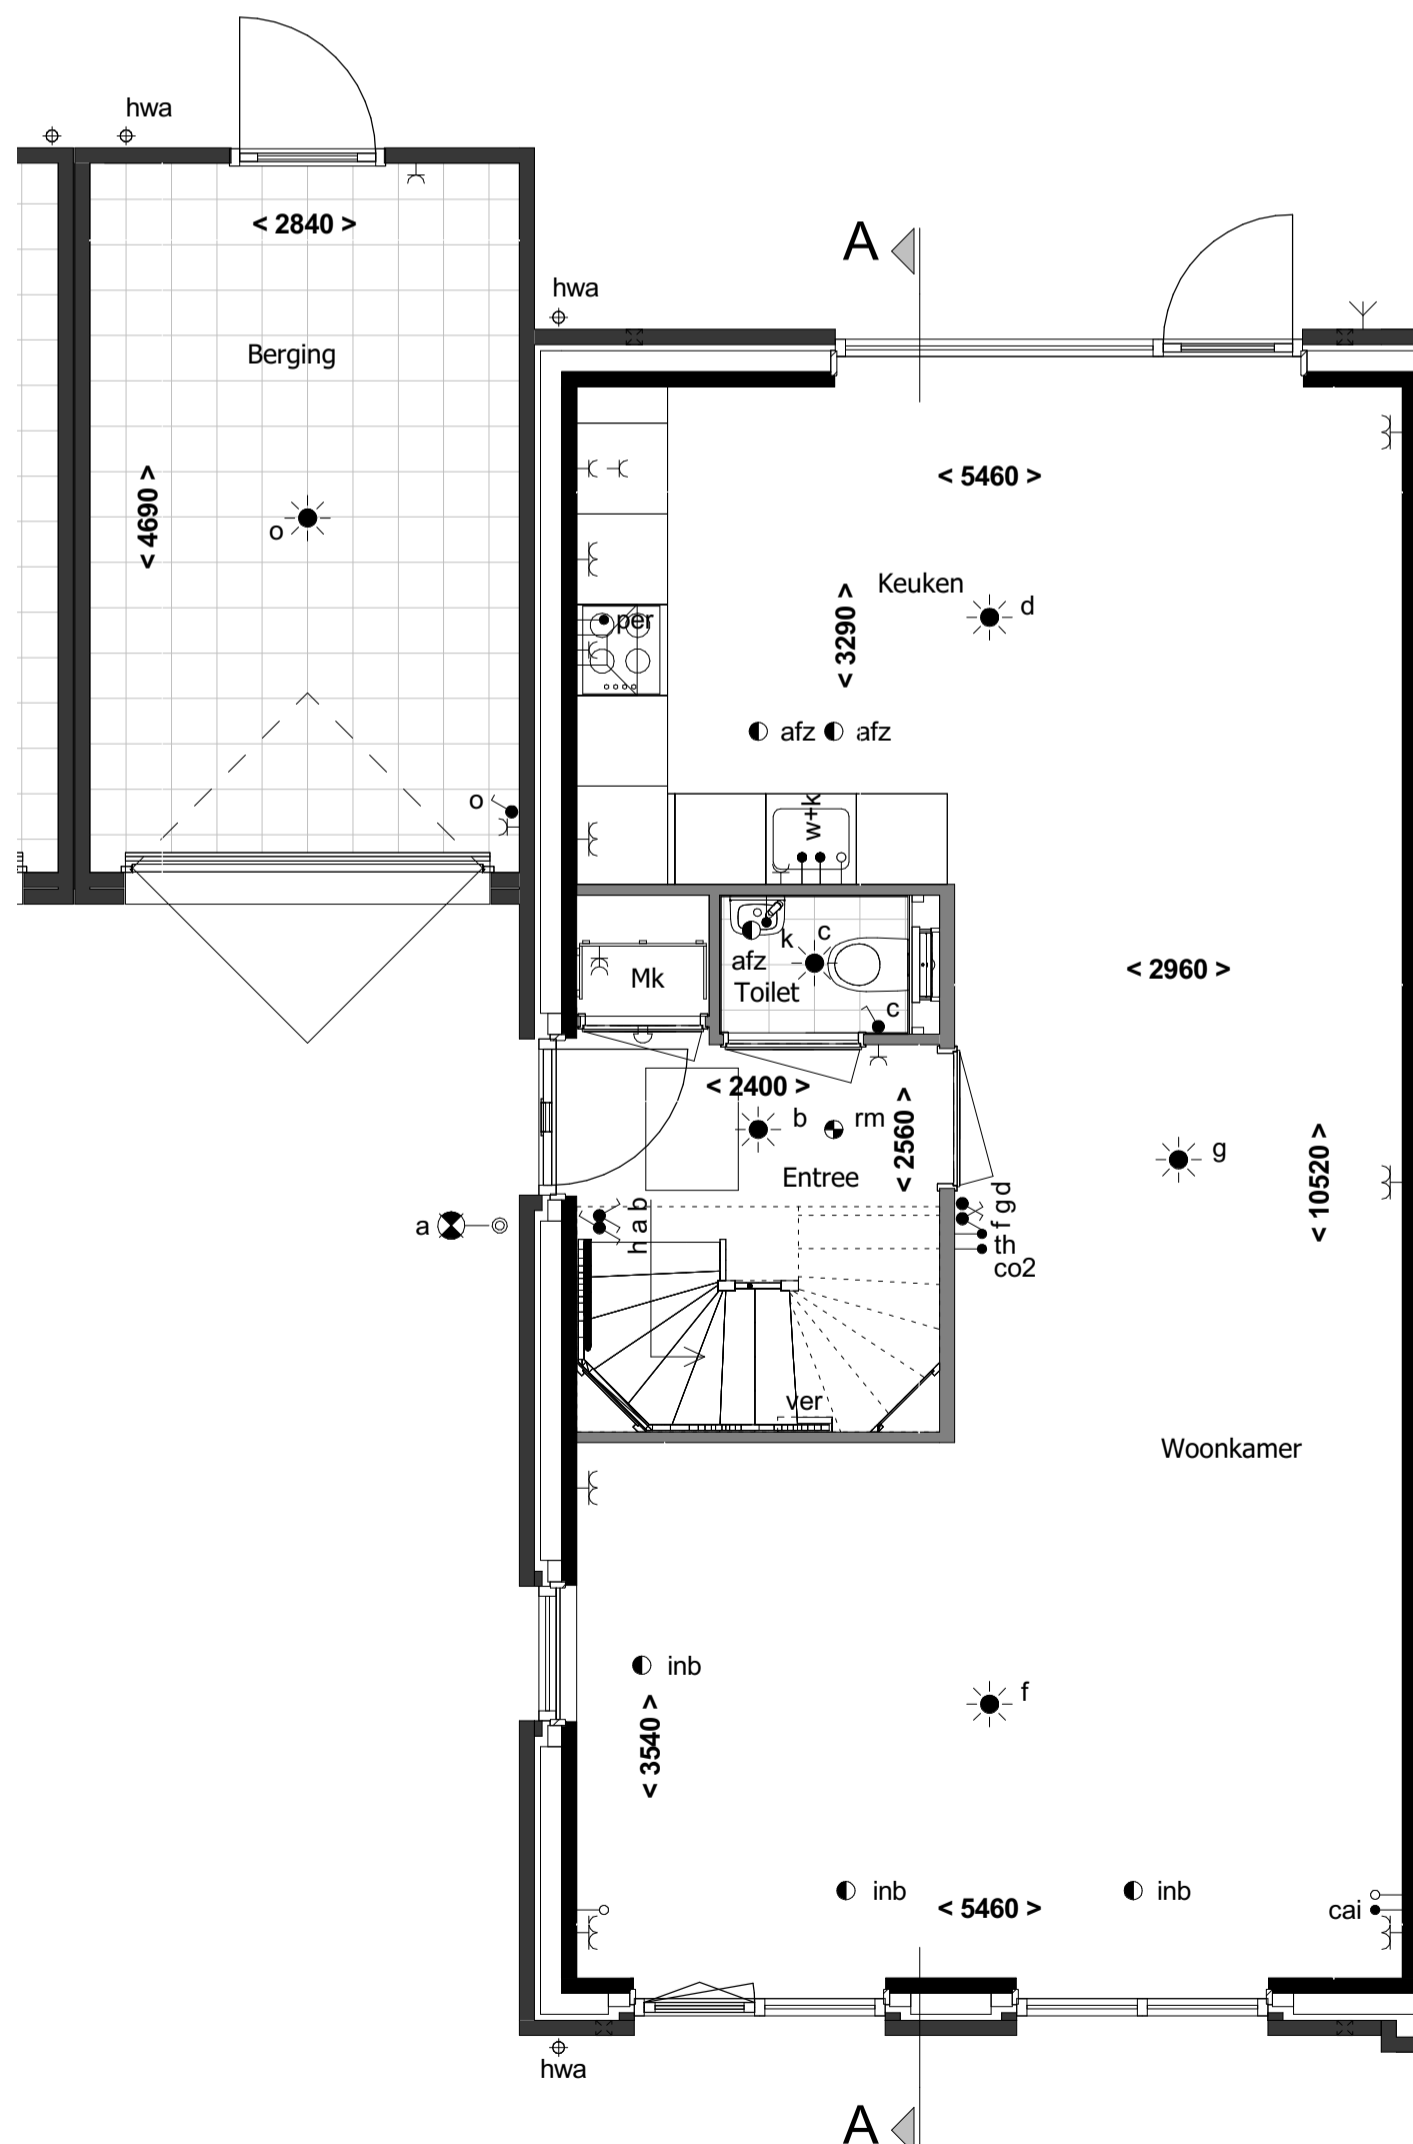 hwa
< 2840 >
A
hwa
Berging
< 4690 >
< 5460 >
o
Keuken
d
< 3290 >
per
afz
afz
o
w+k
k
c
afz
< 2960 >
Mk
Toilet
c
< 2400 >
b
rm
< 2560 >
g
Entree
< 10520 >
a
h a b
f g d
th
co2
ver
Woonkamer
inb
f
< 3540 >
inb
inb
< 5460 >
cai
hwa
A